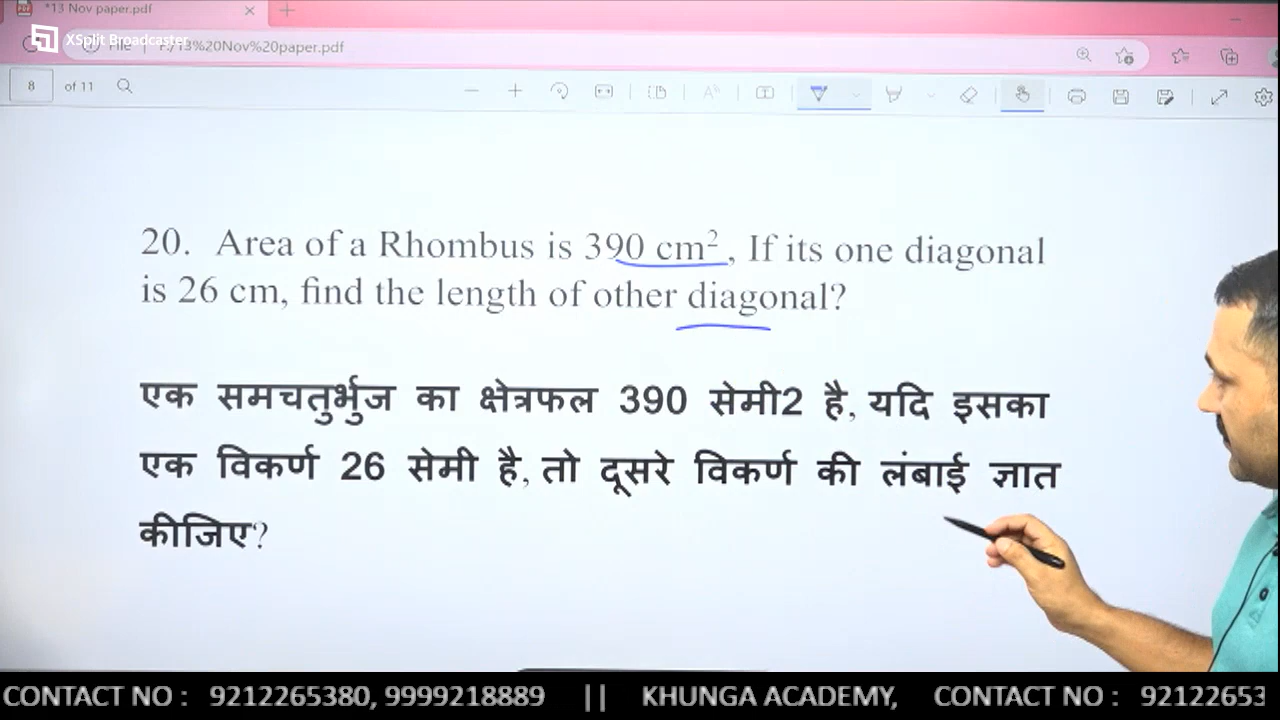 *13 Nov paper.pdf
XSplit Broadcaster
File
/13%20Nov%20paper.pdf
8 of 11
20. Area of a Rhombus is 390 cm², If its one diagonal
is 26 cm, find the length of other diagonal?
एक समचतुर्भुज का क्षेत्रफल 390 सेमी2 है, यदि इसका
एक विकर्ण 26 सेमी है, तो दूसरे विकर्ण की लंबाई ज्ञात
कीजिए?
CONTACT NO : 9212265380, 9999218889 || KHUNGA ACADEMY, CONTACT NO : 92122653